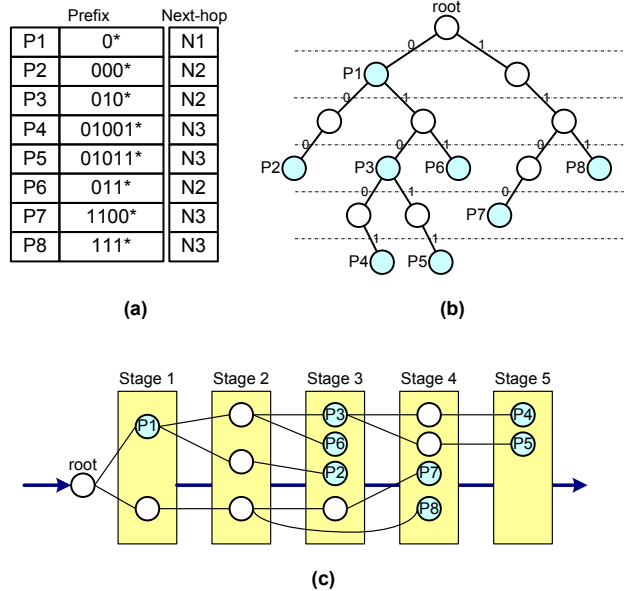 Prefix Next-hop
P1 0* N1
P2 000* N2
P3 010* N2
P4 01001* N3
P5 01011* N3
P6 011* N2
P7 1100* N3
P8 111* N3
(a)
root
0 1
P1
0 1 1
0 0 1 0 1
P2 P3 P6 P8
0 1 0
P7
1 1
P4 P5
(b)
Stage 1 Stage 2 Stage 3 Stage 4 Stage 5
P1 P3 P4
P6 P5
root P2 P7
P8
(c)